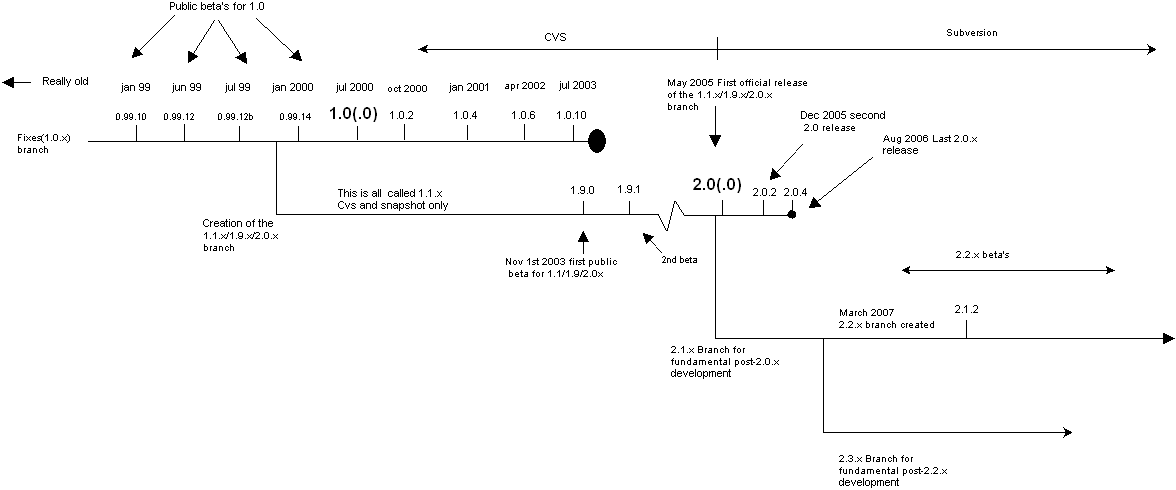 Public beta's for 1.0
CVS
Subversion
Really old
jan 99
jun 99
jul 99
jan 2000
jul 2000
oct 2000
jan 2001
apr 2002
jul 2003
May 2005 First official release
of the 1.1.x/1.9.x/2.0.x
branch
0.99.10
0.99.12
0.99.12b
0.99.14
1.0(.0)
1.0.2
1.0.4
1.0.6
1.0.10
Dec 2005 second
2.0 release
Fixes(1.0.x)
branch
Aug 2006 Last 2.0.x
release
This is all called 1.1.x
Cvs and snapshot only
1.9.0
1.9.1
2.0(.0)
2.0.2
2.0.4
Creation of the
1.1.x/1.9.x/2.0.x
branch
Nov 1st 2003 first public
beta for 1.1/1.9/2.0x
2nd beta
2.2.x beta's
March 2007
2.2.x branch created
2.1.2
2.1.x Branch for
fundamental post-2.0.x
development
2.3.x Branch for
fundamental post-2.2.x
development